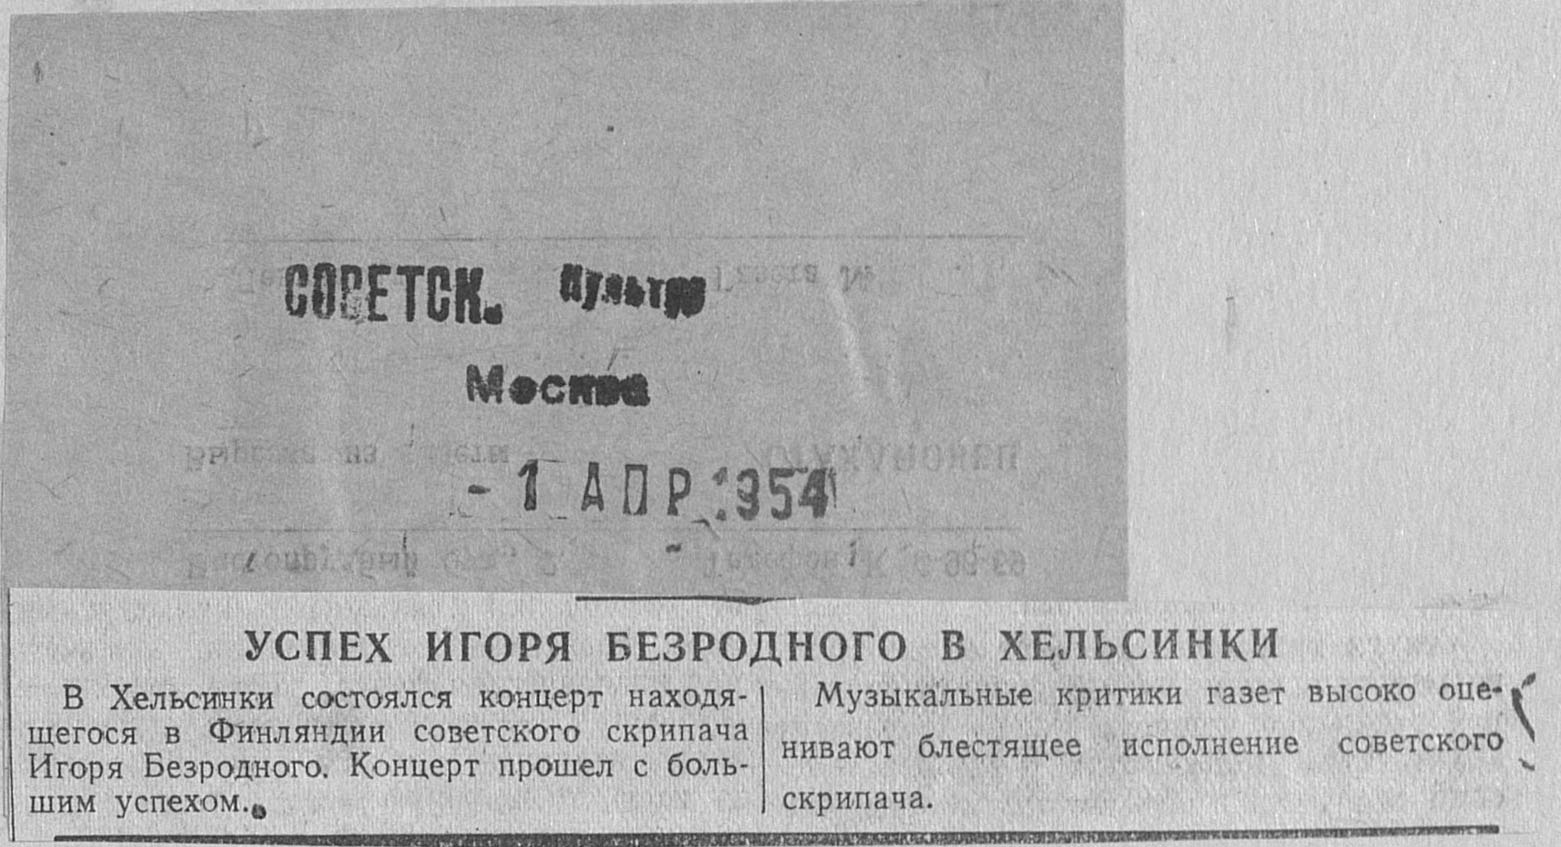 СОВЕТСК. Культур
Москва
- 1 АПР 1954
УСПЕХ ИГОРЯ БЕЗРОДНОГО В ХЕЛЬСИНКИ
В Хельсинки состоялся концерт находя-
щегося в Финляндии советского скрипача
Игоря Безродного. Концерт прошел с боль-
шим успехом.
Музыкальные критики газет высоко оце-
нивают блестящее исполнение советского
скрипача.